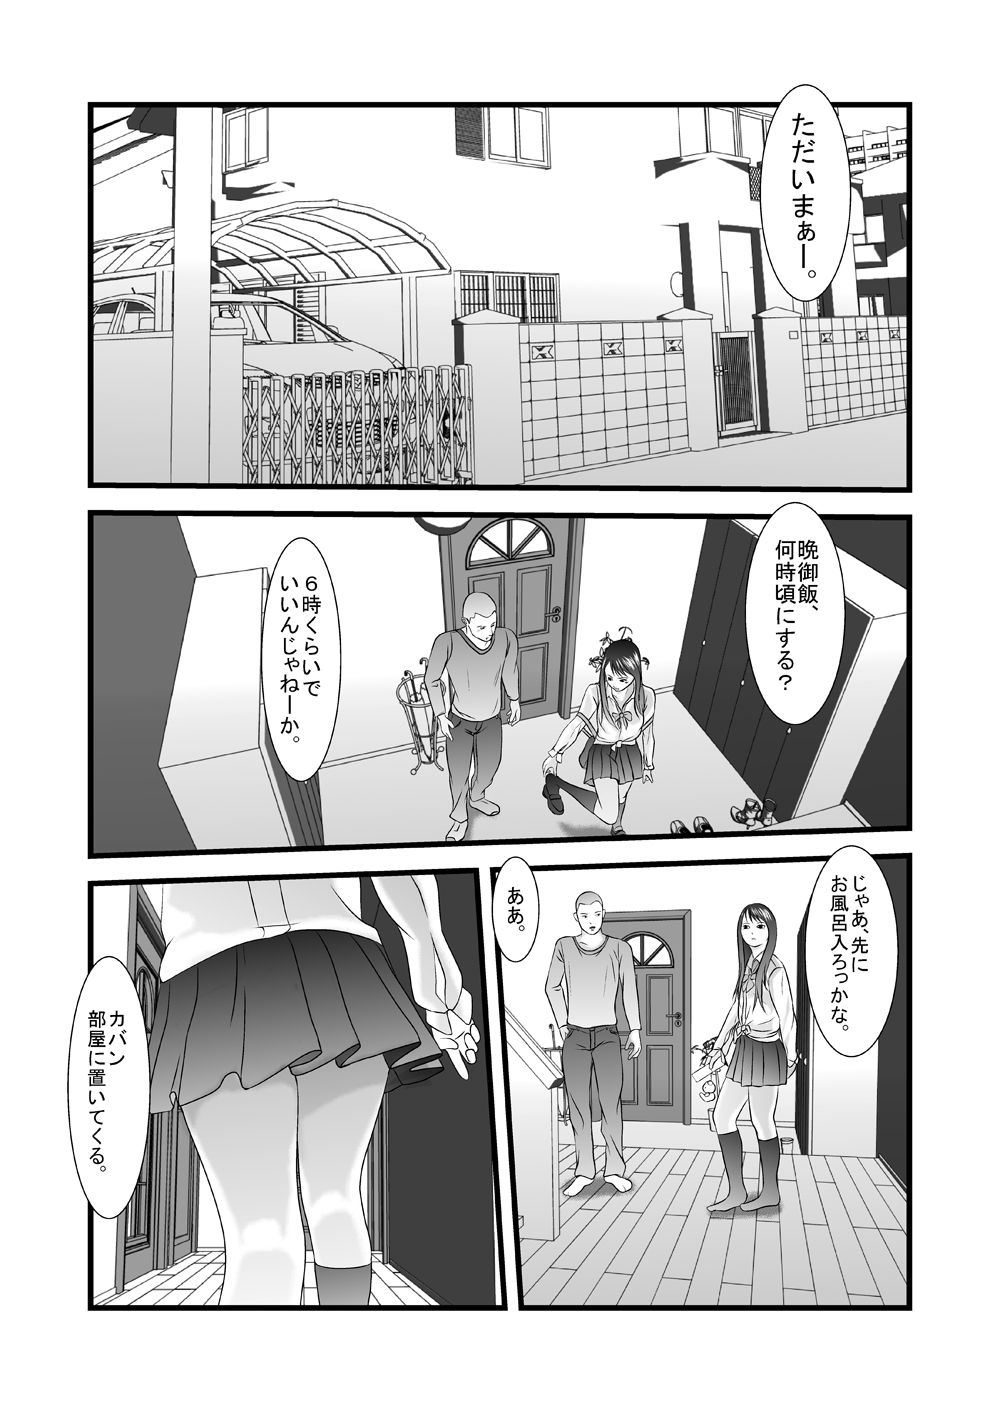 ただいまぁー。
晩御飯、
何時頃にする？
６時くらいで
いいんじゃねーか。
じゃあ、先に
お風呂入ろっかな。
ああ。
カバン
部屋に置いてくる。